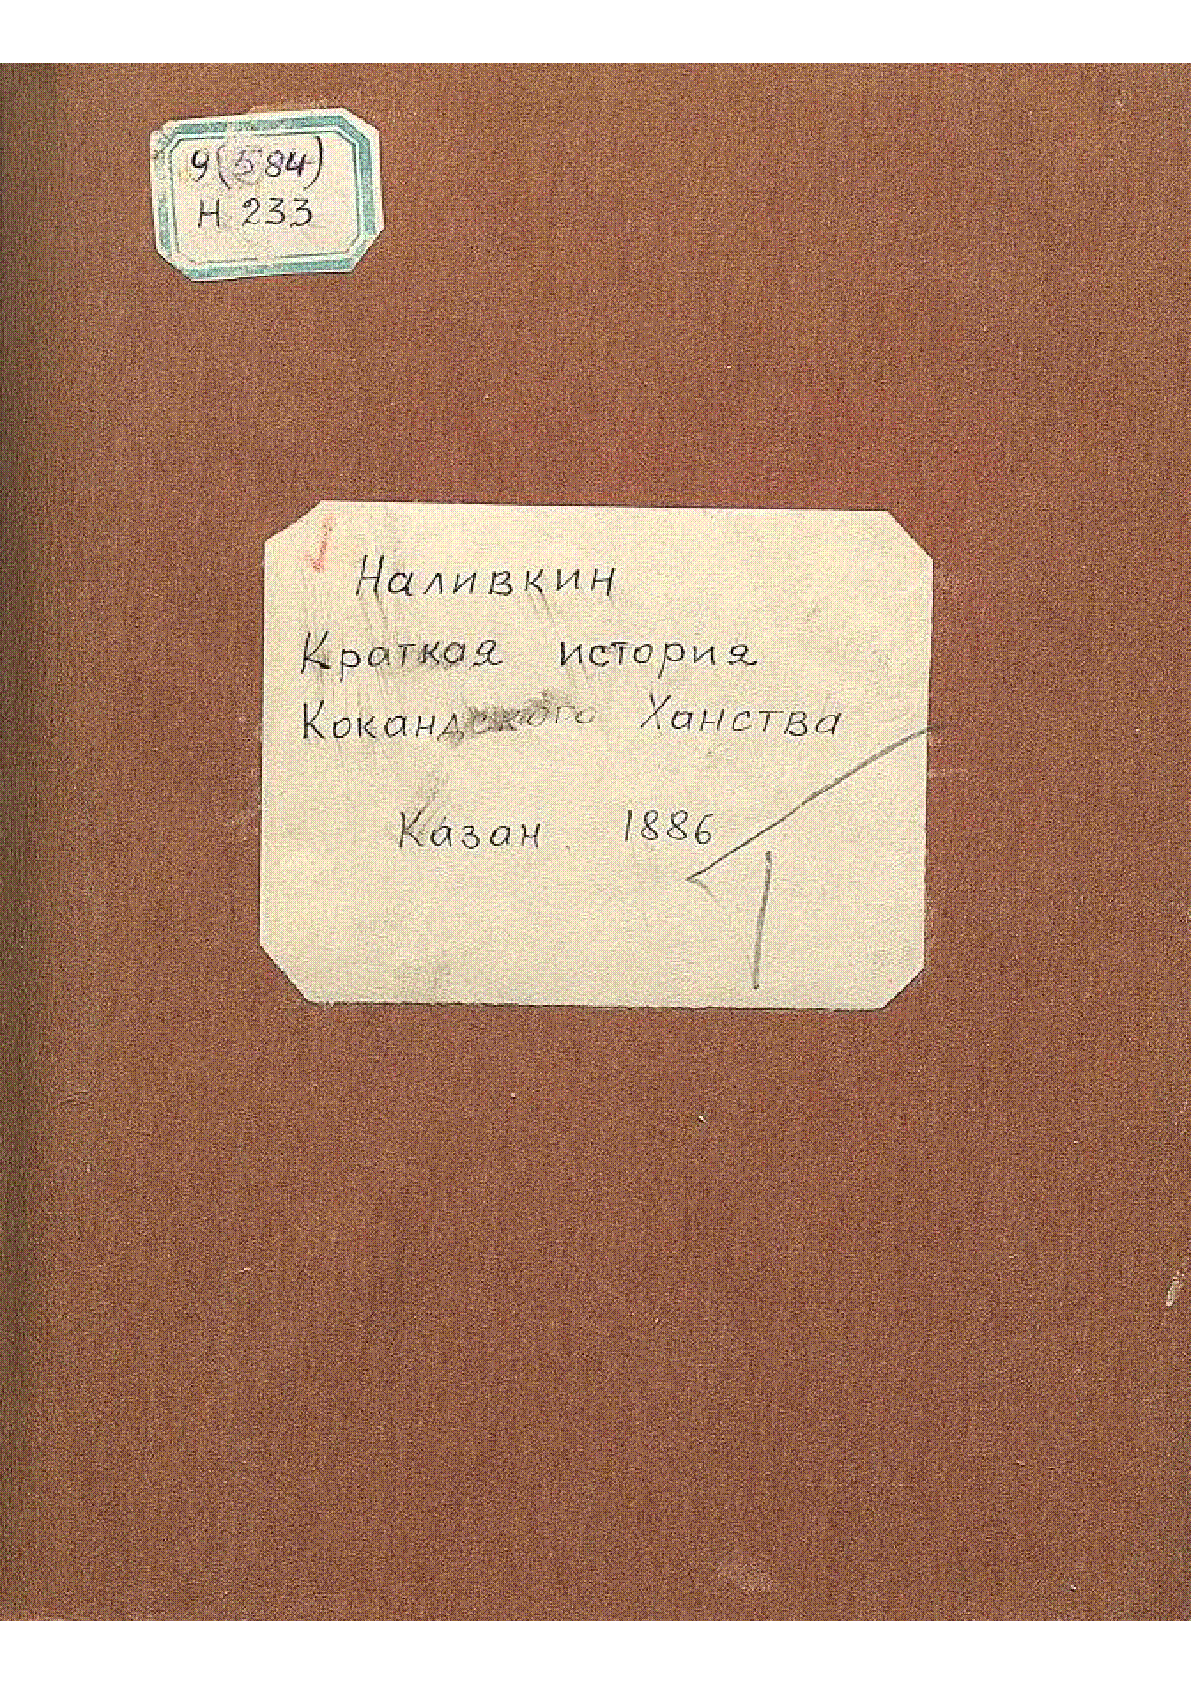 9(584)
Н 233
Наливкин
Краткая история
Кокандского Ханства
Казан 1886